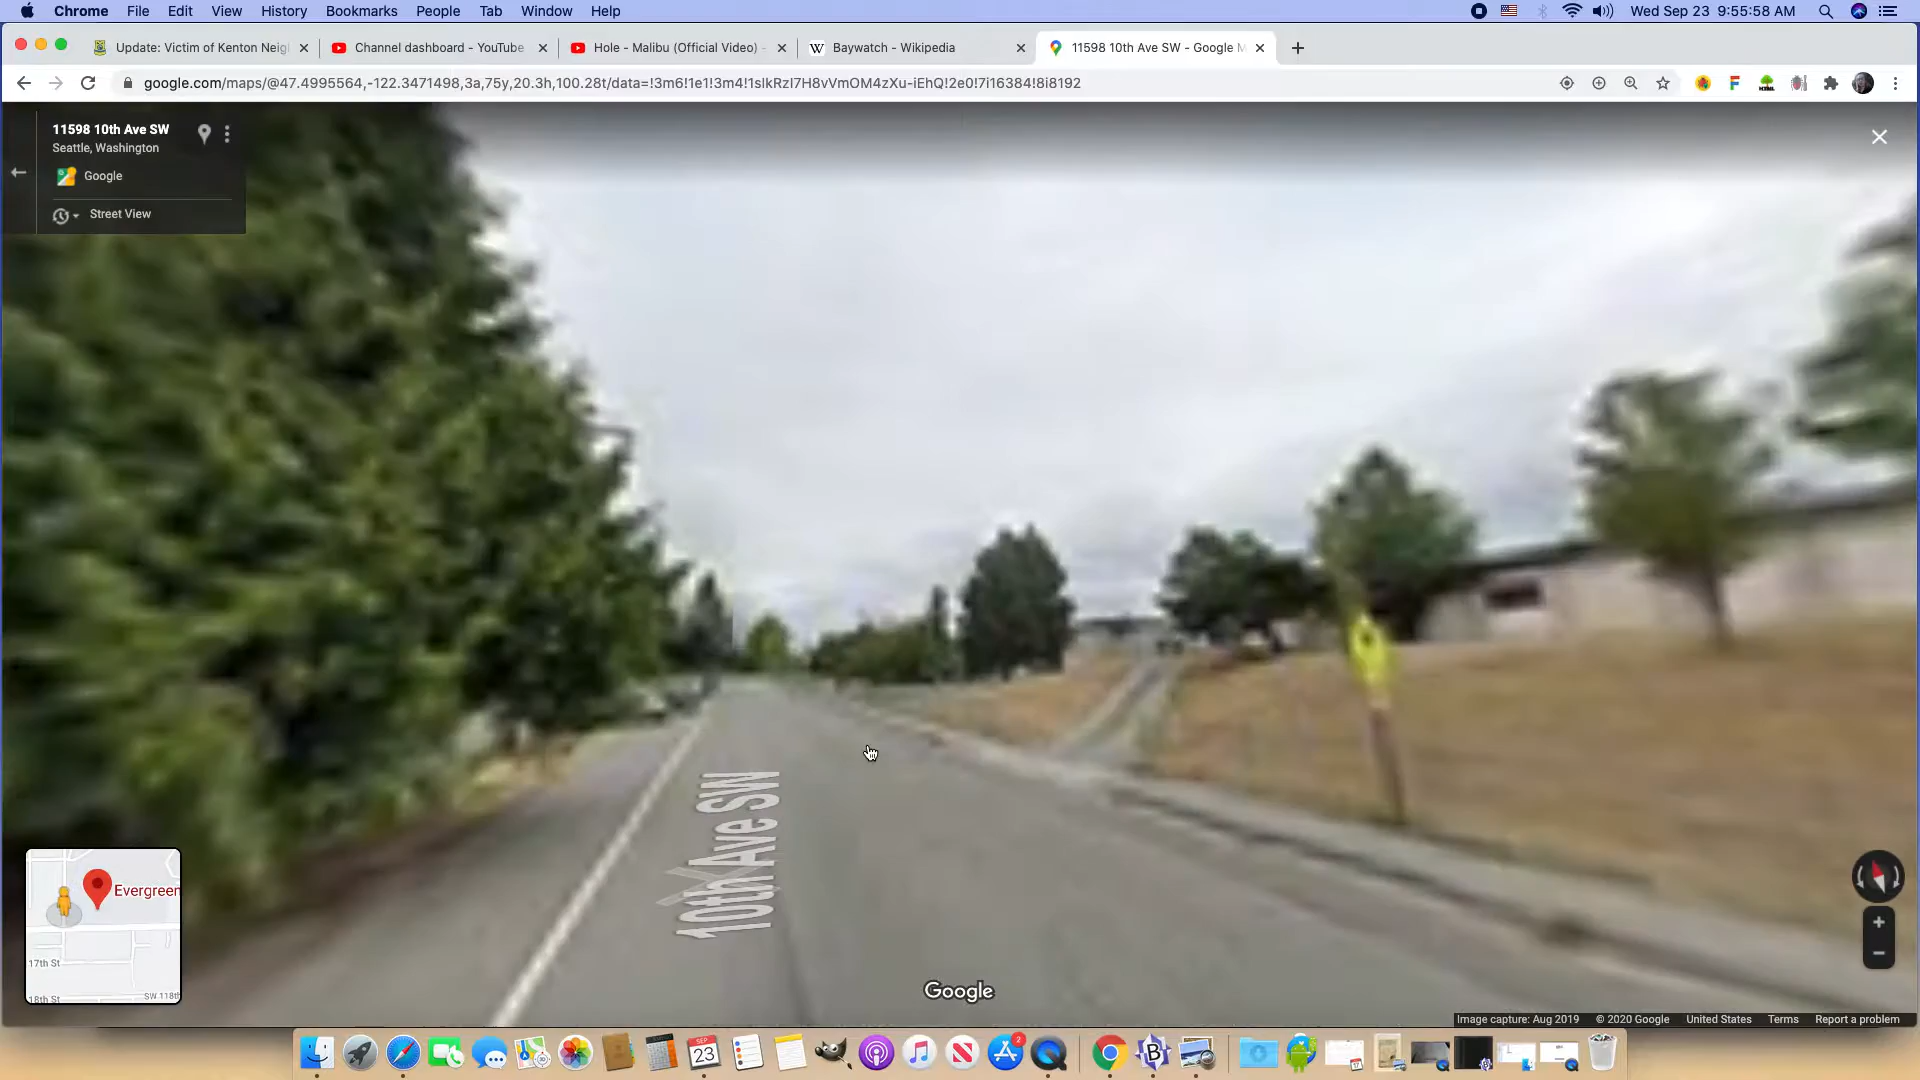 Chrome File Edit View History Bookmarks People Tab Window Help Wed Sep 23 9:55:58 AM
Update: Victim of Kenton Neig Channel dashboard - YouTube Hole - Malibu (Official Video) - Baywatch - Wikipedia 11598 10th Ave SW - Google M
google.com/maps/@47.4995564,-122.3471498,3a,75y,20.3h,100.28t/data=!3m6!1e1!3m4!1slkRzI7H8vVmOM4zXu-iEhQ!2e0!7i16384!8i8192
11598 10th Ave SW
Seattle, Washington
Google
Street View
10th Ave SW
Evergreen
17th St
18th St SW 118th
Google
Image capture: Aug 2019 © 2020 Google United States Terms Report a problem
SEP
23
2
17